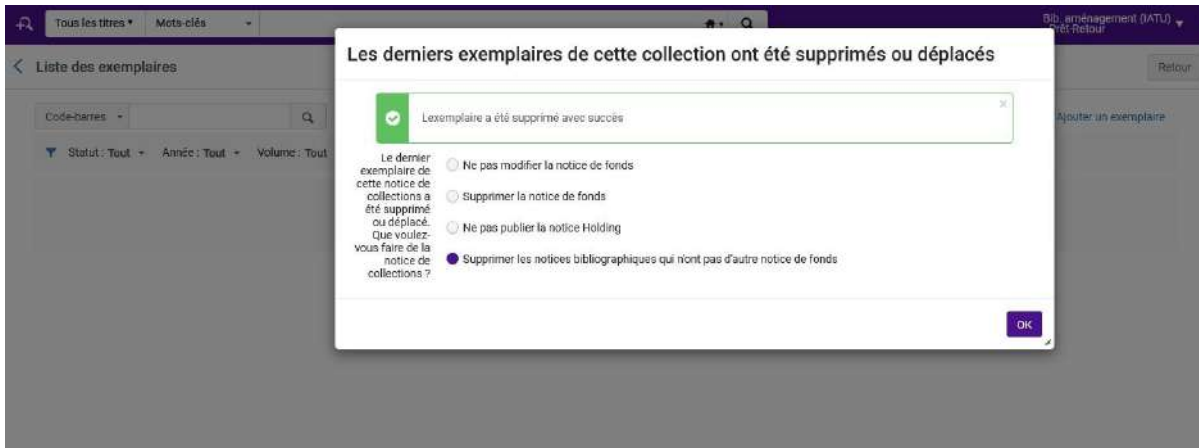 Tous les titres
Mots-clés
Bib. aménagement (IATU)
Prêt-Retour
Les derniers exemplaires de cette collection ont été supprimés ou déplacés
Liste des exemplaires
Retour
Code-barres
Lexemplaire a été supprimé avec succès
×
Ajouter un exemplaire
Statut : Tout
Année : Tout
Volume : Tout
Le dernier
exemplaire de
cette notice de
collections a
été supprimé
ou déplacé.
Que voulez-
vous faire de la
notice de
collections ?
Ne pas modifier la notice de fonds
Supprimer la notice de fonds
Ne pas publier la notice Holding
Supprimer les notices bibliographiques qui n'ont pas d'autre notice de fonds
OK